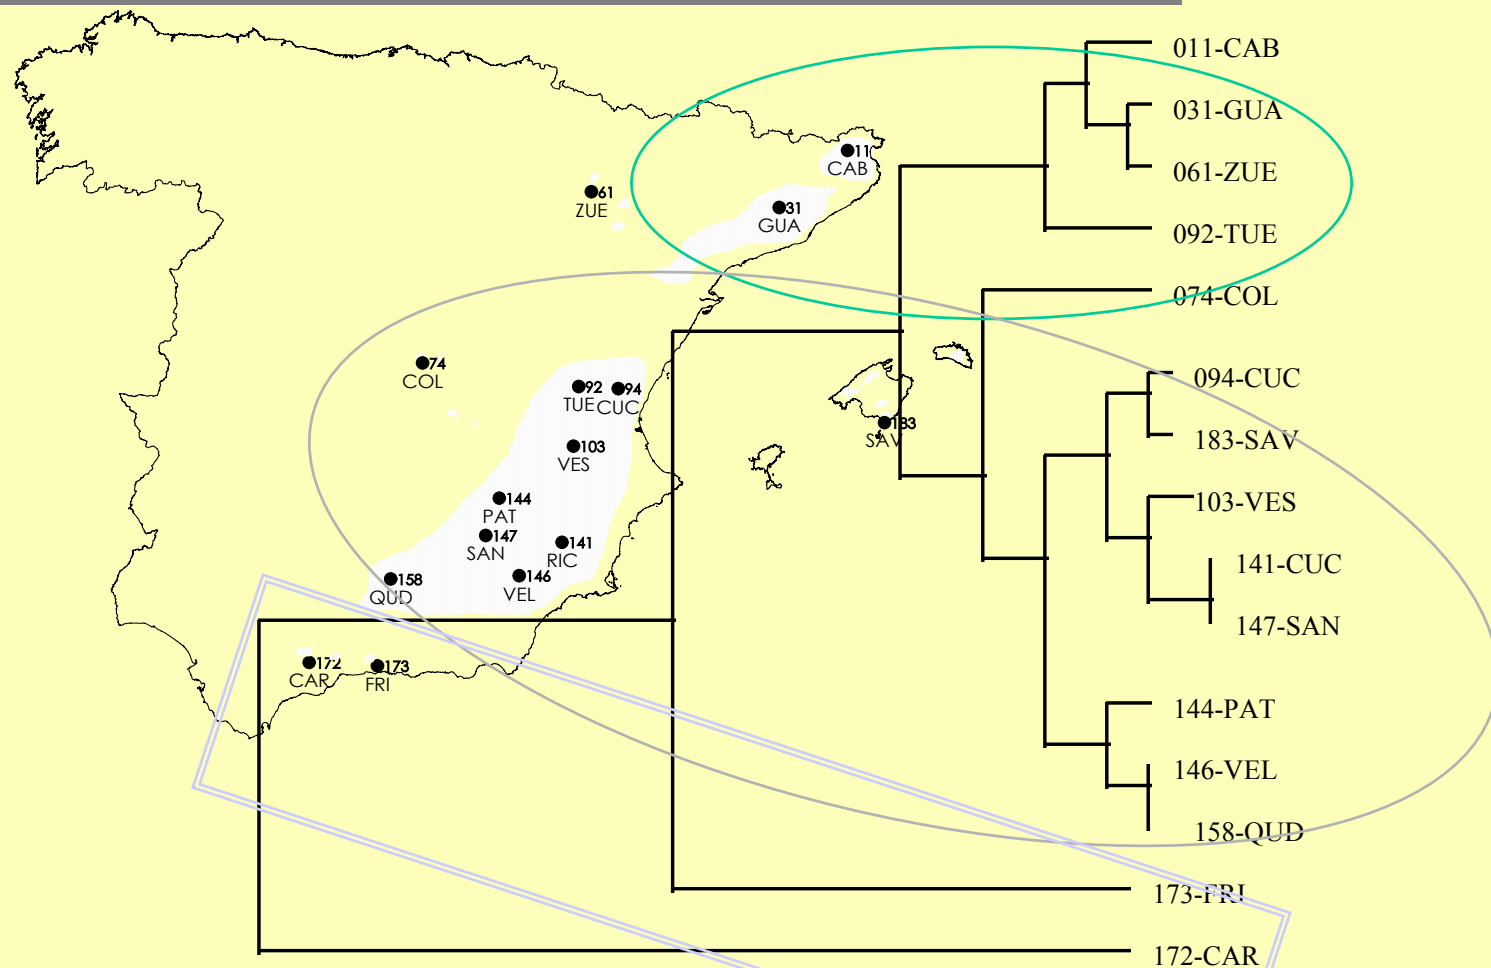 11
CAB
61
ZUE
31
GUA
74
COL
92
TUE
94
CUC
183
SAV
103
VES
144
PAT
147
SAN
141
RIC
146
VEL
158
QUD
172
CAR
173
FRI
011-CAB
031-GUA
061-ZUE
092-TUE
074-COL
094-CUC
183-SAV
103-VES
141-CUC
147-SAN
144-PAT
146-VEL
158-QUD
173-FRI
172-CAR